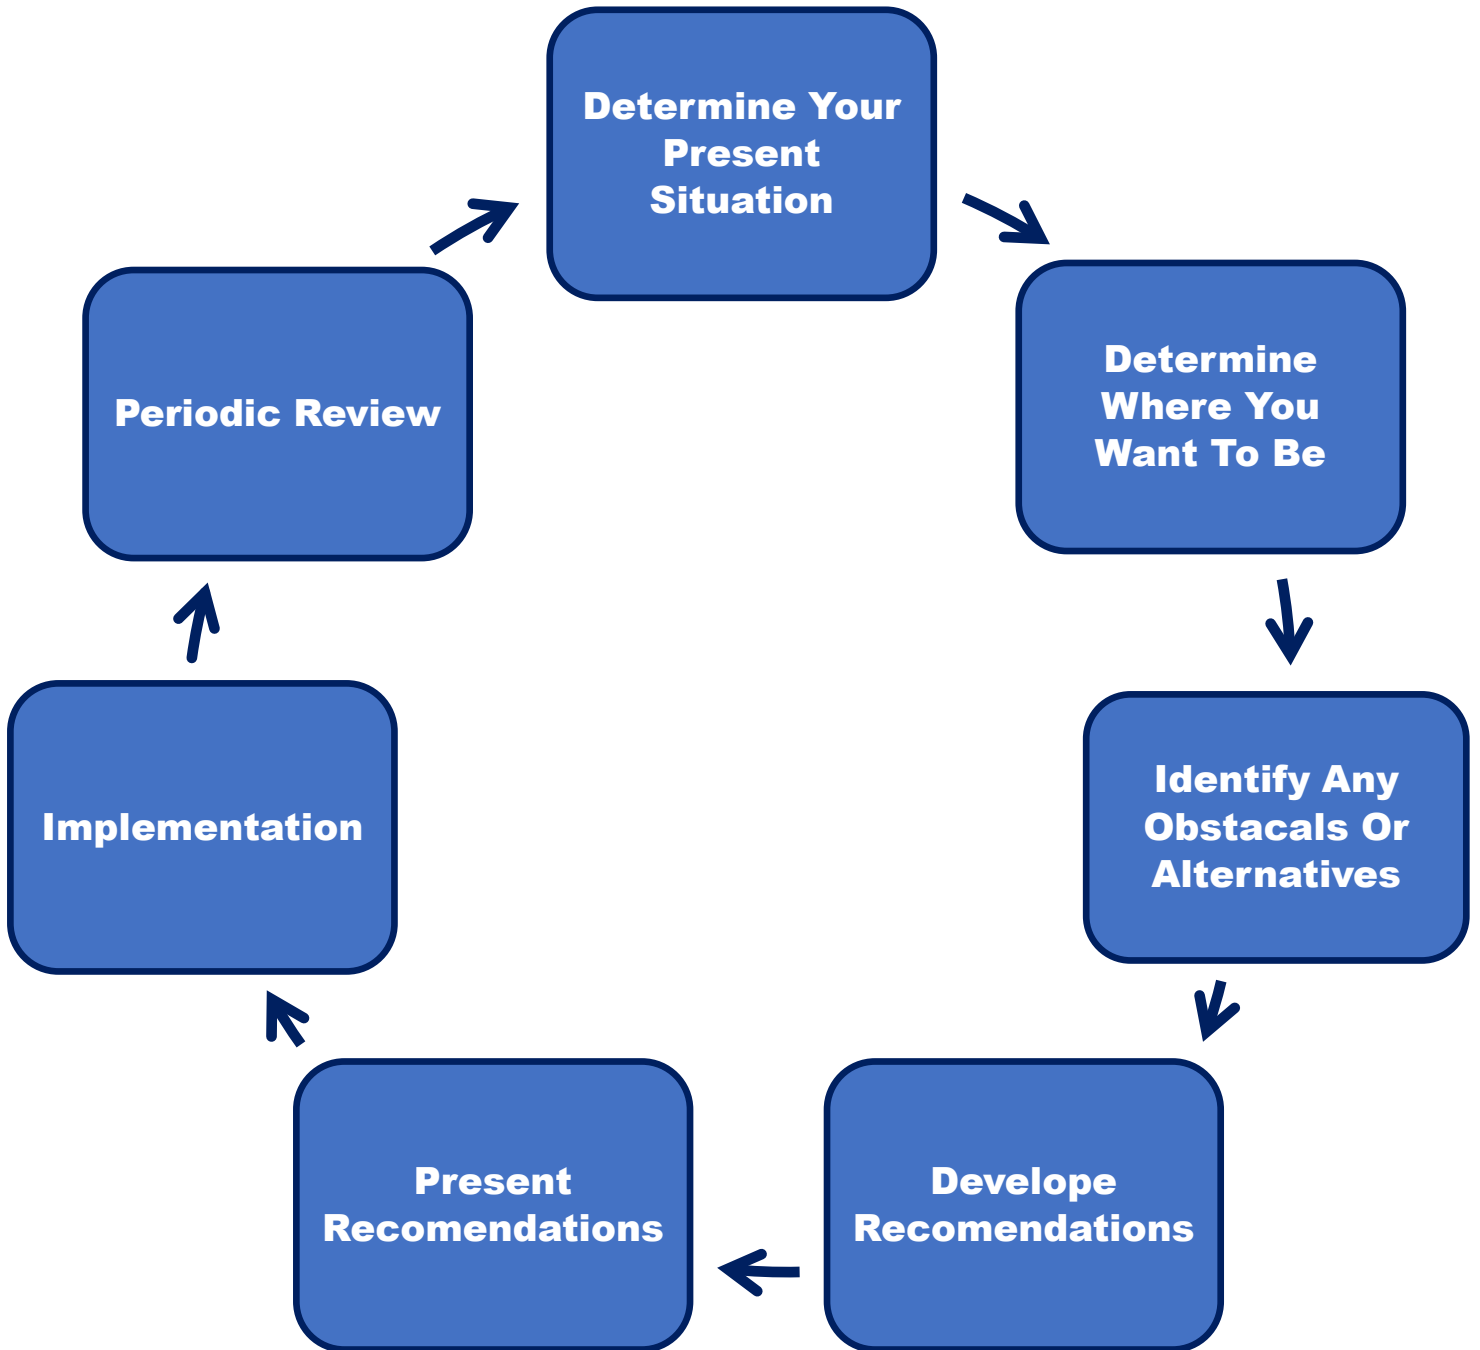 Determine Your
Present
Situation
Determine
Where You
Want To Be
Identify Any
Obstacals Or
Alternatives
Develope
Recomendations
Present
Recomendations
Implementation
Periodic Review